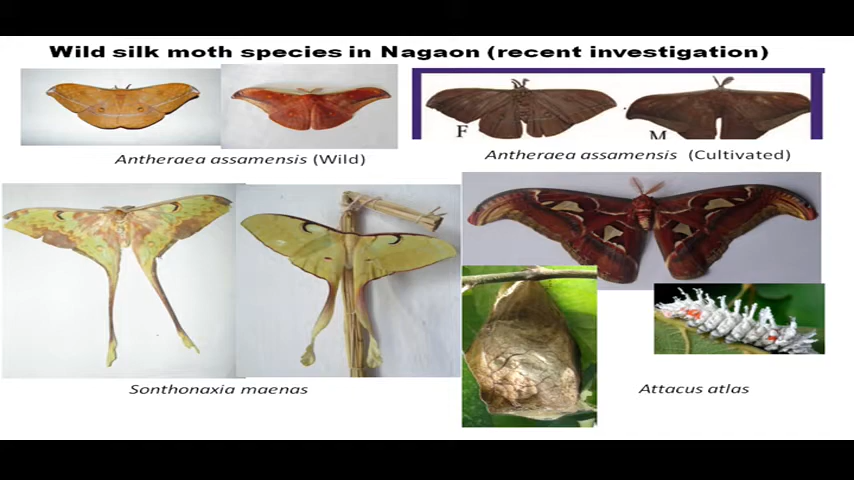 Wild silk moth species in Nagaon (recent investigation)
F
M
Antheraea assamensis (Wild)
Antheraea assamensis (Cultivated)
Sonthonaxia maenas
Attacus atlas